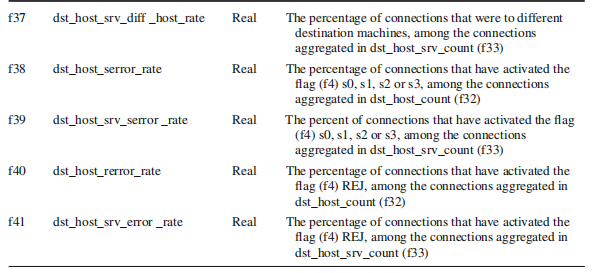 f37 dst_host_srv_diff _host_rate Real The percentage of connections that were to different
destination machines, among the connections
aggregated in dst_host_srv_count (f33)
f38 dst_host_serror_rate Real The percentage of connections that have activated the
flag (f4) s0, s1, s2 or s3, among the connections
aggregated in dst_host_count (f32)
f39 dst_host_srv_serror _rate Real The percent of connections that have activated the flag
(f4) s0, s1, s2 or s3, among the connections
aggregated in dst_host_srv_count (f33)
f40 dst_host_rerror_rate Real The percentage of connections that have activated the
flag (f4) REJ, among the connections aggregated in
dst_host_count (f32)
f41 dst_host_srv_error _rate Real The percentage of connections that have activated the
flag (f4) REJ, among the connections aggregated in
dst_host_srv_count (f33)